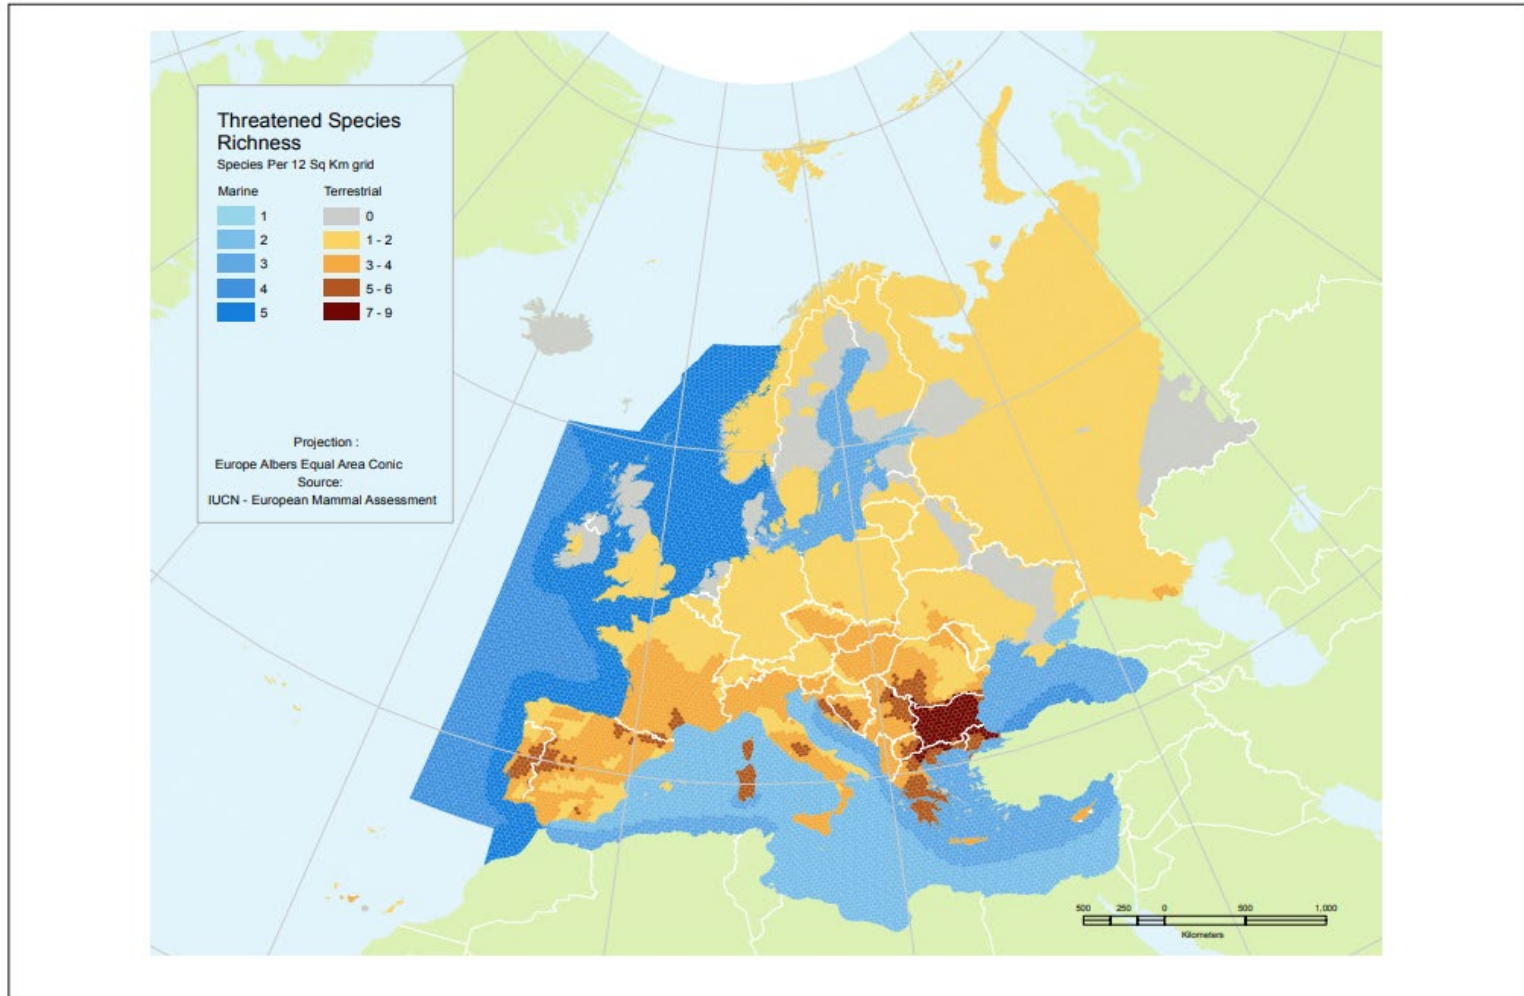 Threatened Species
Richness
Species Per 12 Sq Km grid
Marine Terrestrial
1 0
2 1 - 2
3 3 - 4
4 5 - 6
5 7 - 9
Projection :
Europe Albers Equal Area Conic
Source:
IUCN - European Mammal Assessment
500 250 0 500 1,000
Kilometers